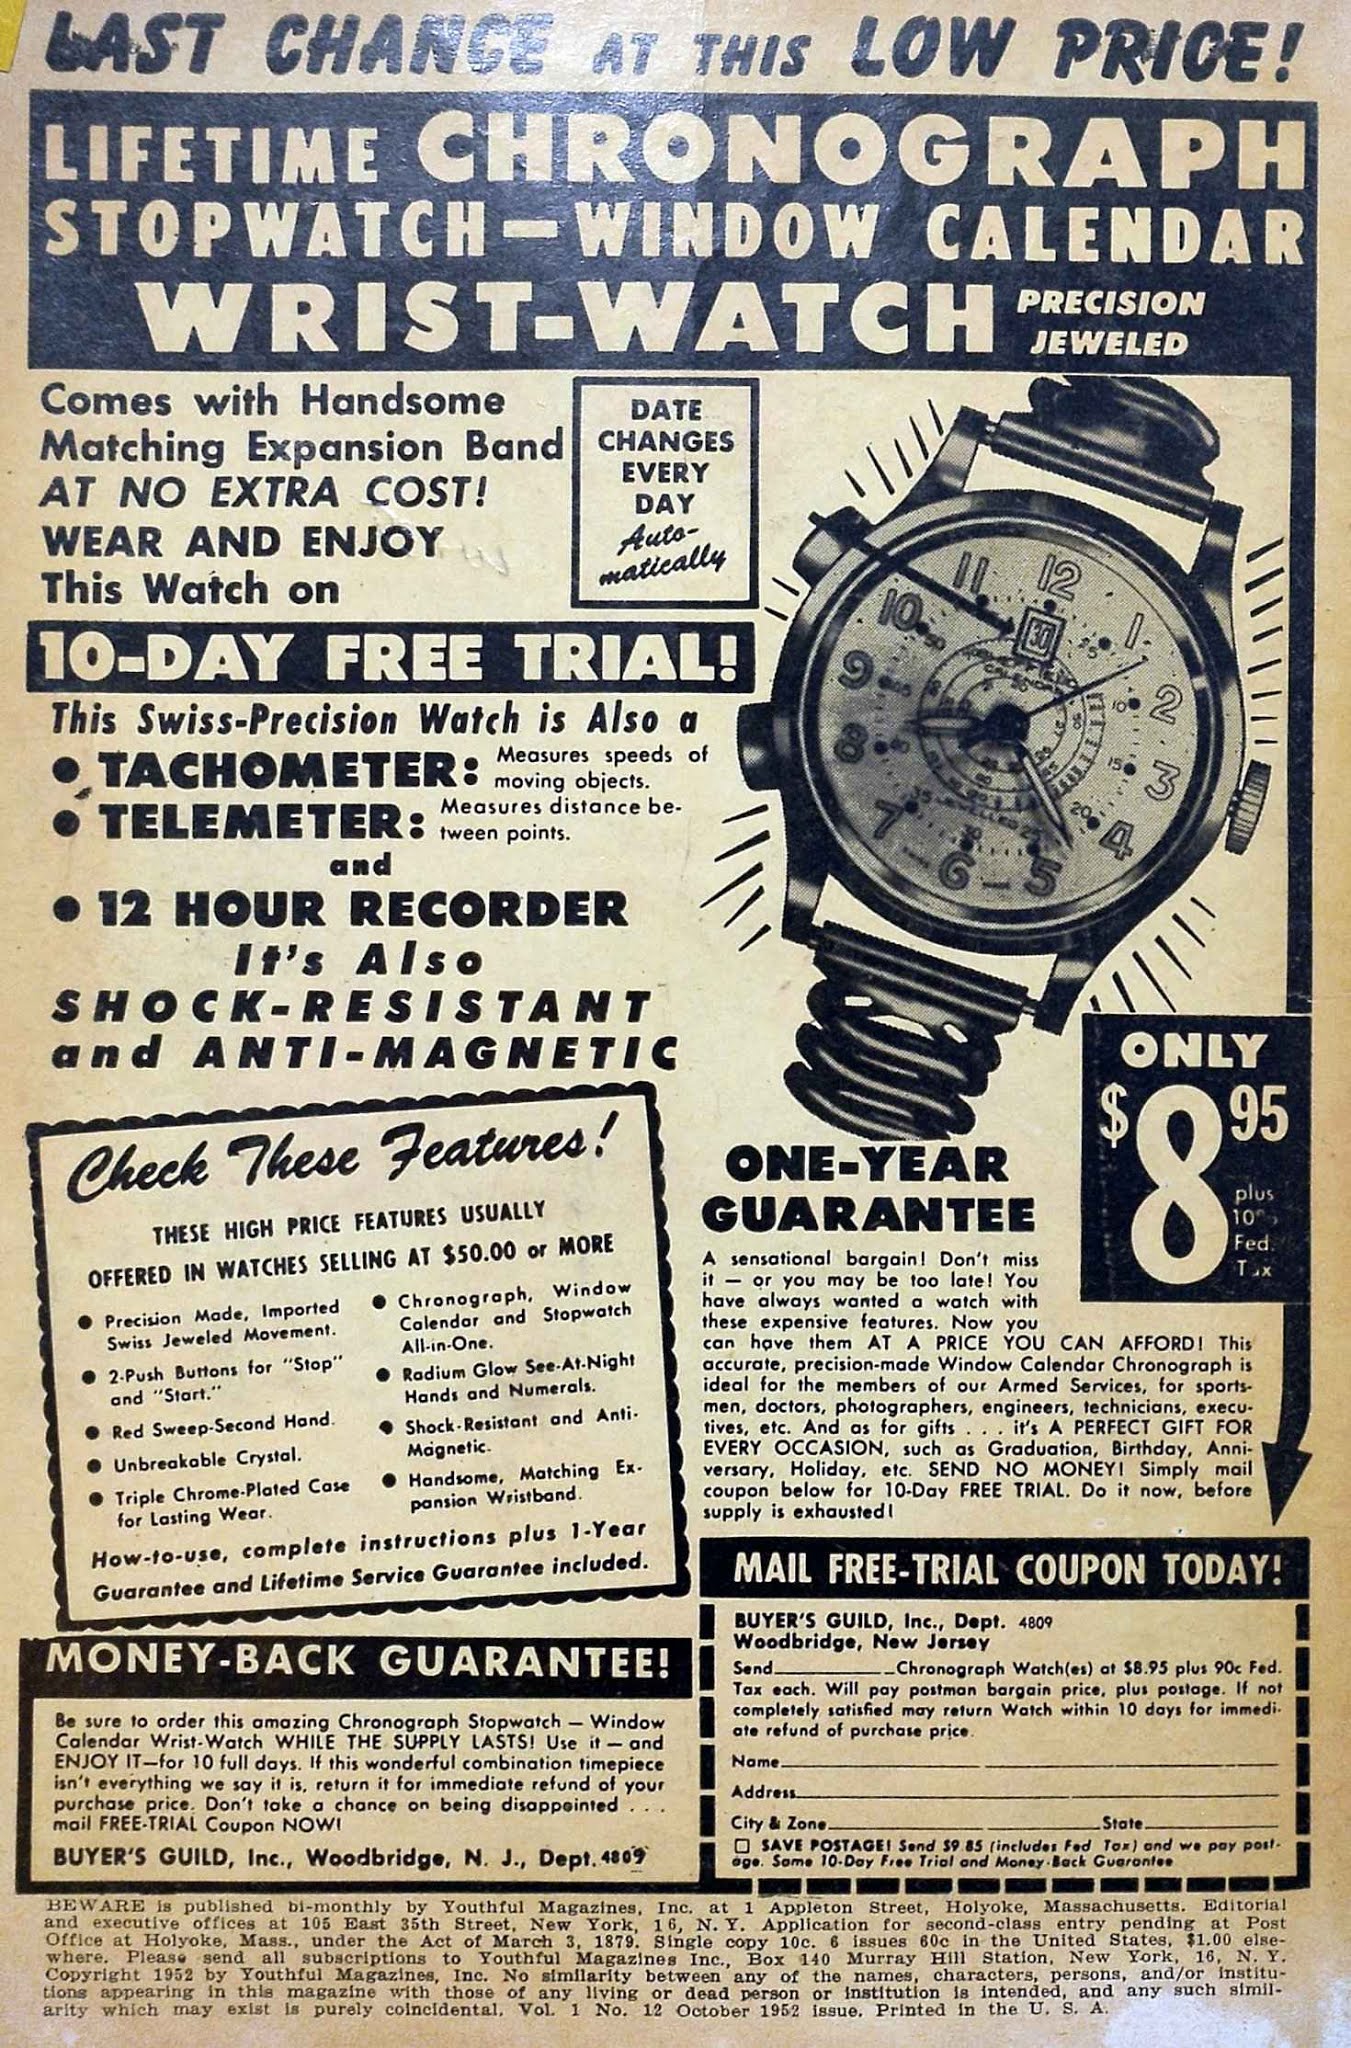 LAST CHANCE AT THIS LOW PRICE!
LIFETIME CHRONOGRAPH
STOPWATCH—WINDOW CALENDAR
WRIST-WATCH PRECISION
JEWELED
Comes with Handsome
Matching Expansion Band
AT NO EXTRA COST!
WEAR AND ENJOY
This Watch on
DATE
CHANGES
EVERY
DAY
Auto-
matically
10-DAY FREE TRIAL!
This Swiss-Precision Watch is Also a
● TACHOMETER: Measures speeds of
moving objects.
● TELEMETER: Measures distance be-
tween points.
and
● 12 HOUR RECORDER
It's Also
SHOCK-RESISTANT
and ANTI-MAGNETIC
12
1
2
3
4
5
6
7
8
9
10
11
30
CALENDAR
ONLY
$8.95
plus
10%
Fed.
Tax
Check These Features!
THESE HIGH PRICE FEATURES USUALLY
OFFERED IN WATCHES SELLING AT $50.00 or MORE
● Precision Made, Imported
Swiss Jeweled Movement.
● 2-Push Buttons for "Stop"
and "Start."
● Red Sweep-Second Hand.
● Unbreakable Crystal.
● Triple Chrome-Plated Case
for Lasting Wear.
● Chronograph, Window
Calendar and Stopwatch
All-in-One.
● Radium Glow See-At-Night
Hands and Numerals.
● Shock-Resistant and Anti-
Magnetic.
● Handsome, Matching Ex-
pansion Wristband.
How-to-use, complete instructions plus 1-Year
Guarantee and Lifetime Service Guarantee included.
ONE-YEAR
GUARANTEE
A sensational bargain! Don't miss
it — or you may be too late! You
have always wanted a watch with
these expensive features. Now you
can have them AT A PRICE YOU CAN AFFORD! This
accurate, precision-made Window Calendar Chronograph is
ideal for the members of our Armed Services, for sports-
men, doctors, photographers, engineers, technicians, execu-
tives, etc. And as for gifts . . . it's A PERFECT GIFT FOR
EVERY OCCASION, such as Graduation, Birthday, Anni-
versary, Holiday, etc. SEND NO MONEY! Simply mail
coupon below for 10-Day FREE TRIAL. Do it now, before
supply is exhausted!
MONEY-BACK GUARANTEE!
Be sure to order this amazing Chronograph Stopwatch — Window
Calendar Wrist-Watch WHILE THE SUPPLY LASTS! Use it — and
ENJOY IT—for 10 full days. If this wonderful combination timepiece
isn't everything we say it is, return it for immediate refund of your
purchase price. Don't take a chance on being disappointed . . .
mail FREE-TRIAL Coupon NOW!
BUYER'S GUILD, Inc., Woodbridge, N. J., Dept. 4809
MAIL FREE-TRIAL COUPON TODAY!
BUYER'S GUILD, Inc., Dept. 4809
Woodbridge, New Jersey
Send____________Chronograph Watch(es) at $8.95 plus 90c Fed.
Tax each. Will pay postman bargain price, plus postage. If not
completely satisfied may return Watch within 10 days for immedi-
ate refund of purchase price.
Name
Address
City & Zone____________State
☐ SAVE POSTAGE! Send $9.85 (includes Fed Tax) and we pay post-
age. Same 10-Day Free Trial and Money-Back Guarantee
BEWARE is published bi-monthly by Youthful Magazines, Inc. at 1 Appleton Street, Holyoke, Massachusetts. Editorial
and executive offices at 105 East 35th Street, New York, 16, N. Y. Application for second-class entry pending at Post
Office at Holyoke, Mass., under the Act of March 3, 1879. Single copy 10c. 6 issues 60c in the United States, $1.00 else-
where. Please send all subscriptions to Youthful Magazines Inc., Box 140 Murray Hill Station, New York, 16, N. Y.
Copyright 1952 by Youthful Magazines, Inc. No similarity between any of the names, characters, persons, and/or institu-
tions appearing in this magazine with those of any living or dead person or institution is intended, and any such simil-
arity which may exist is purely coincidental. Vol. 1 No. 12 October 1952 issue. Printed in the U. S. A.